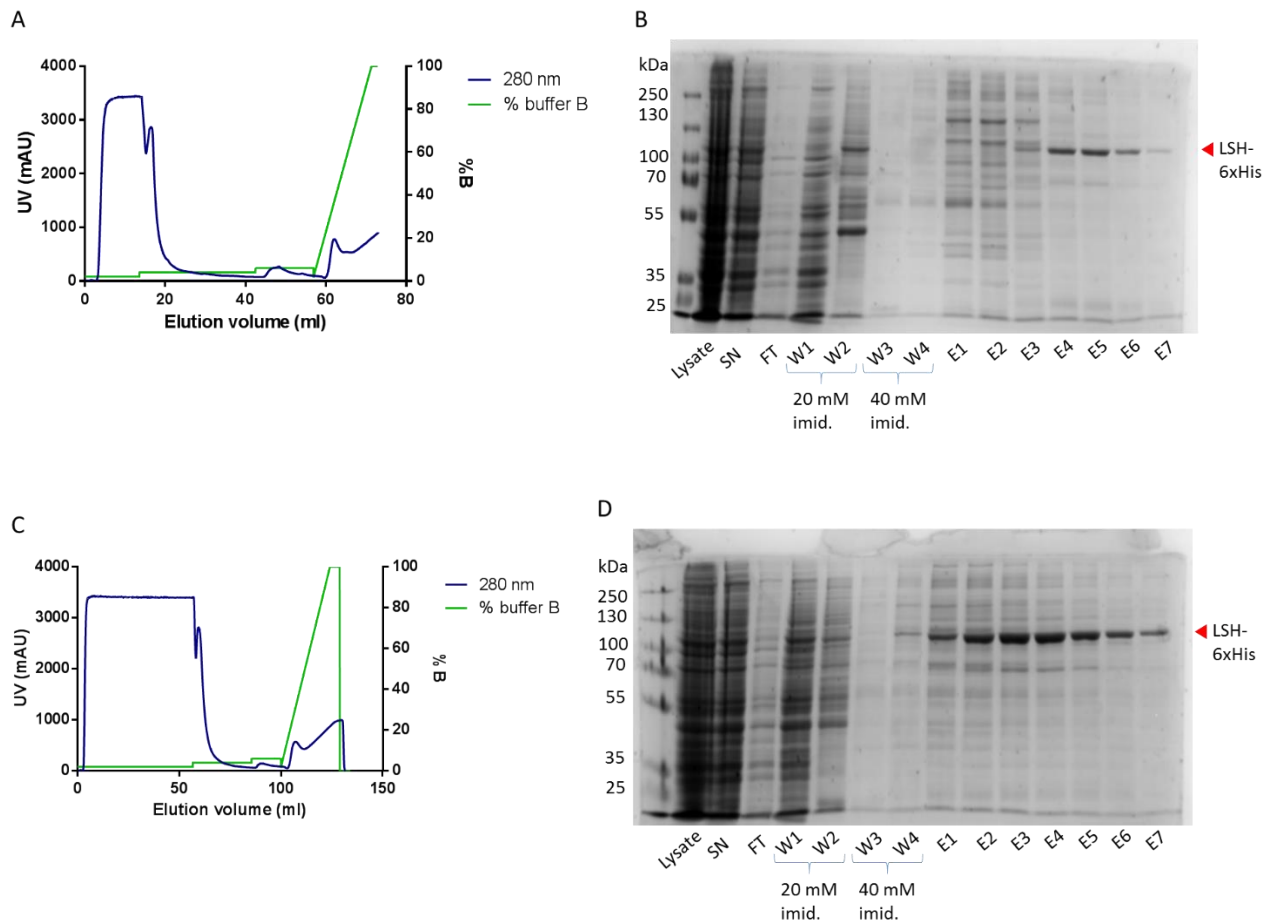 A
4000
3000
2000
1000
0
UV (mAU)
0
20
40
60
80
Elution volume (ml)
100
80
60
40
20
0
%B
280 nm
% buffer B
B
kDa
250
130
100
70
55
35
25
LSH-
6xHis
Lysate SN FT W1 W2 W3 W4 E1 E2 E3 E4 E5 E6 E7
20 mM
imid.
40 mM
imid.
C
4000
3000
2000
1000
0
UV (mAU)
0
50
100
150
Elution volume (ml)
100
80
60
40
20
0
% B
280 nm
% buffer B
D
kDa
250
130
100
70
55
35
25
LSH-
6xHis
Lysate SN FT W1 W2 W3 W4 E1 E2 E3 E4 E5 E6 E7
20 mM
imid.
40 mM
imid.